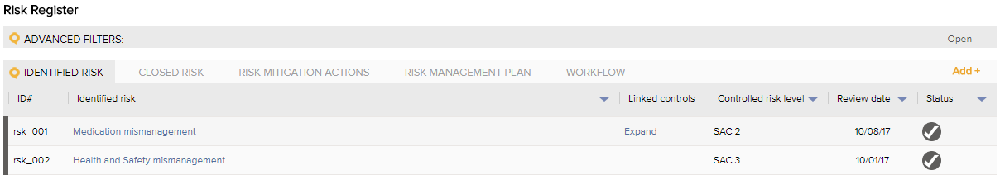 Risk Register
ADVANCED FILTERS: Open
IDENTIFIED RISK CLOSED RISK RISK MITIGATION ACTIONS RISK MANAGEMENT PLAN WORKFLOW Add +
ID# Identified risk Linked controls Controlled risk level Review date Status
rsk_001 Medication mismanagement Expand SAC 2 10/08/17
rsk_002 Health and Safety mismanagement SAC 3 10/01/17